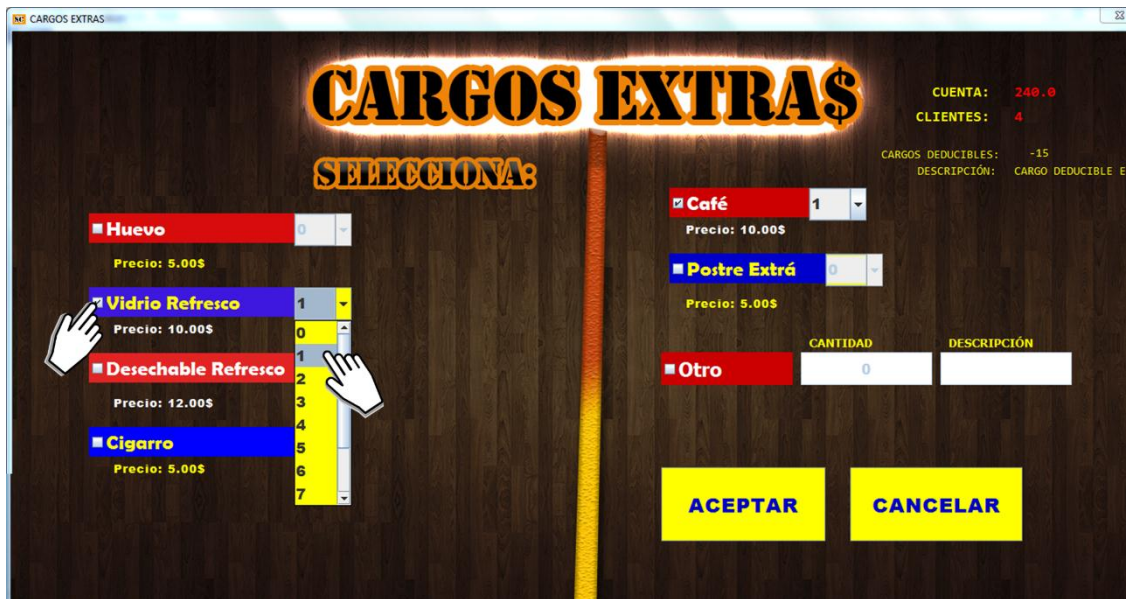 CARGOS EXTRAS
CARGOS EXTRA$
SELECCIONA:
CUENTA: 240.0
CLIENTES: 4
CARGOS DEDUCIBLES: -15
DESCRIPCIÓN: CARGO DEDUCIBLE E
Huevo 0
Precio: 5.00$
Vidrio Refresco 1
Precio: 10.00$
0
1
2
3
4
5
6
7
Desechable Refresco
Precio: 12.00$
Cigarro
Precio: 5.00$
Café 1
Precio: 10.00$
Postre Extrá 0
Precio: 5.00$
CANTIDAD DESCRIPCIÓN
Otro 0
ACEPTAR CANCELAR